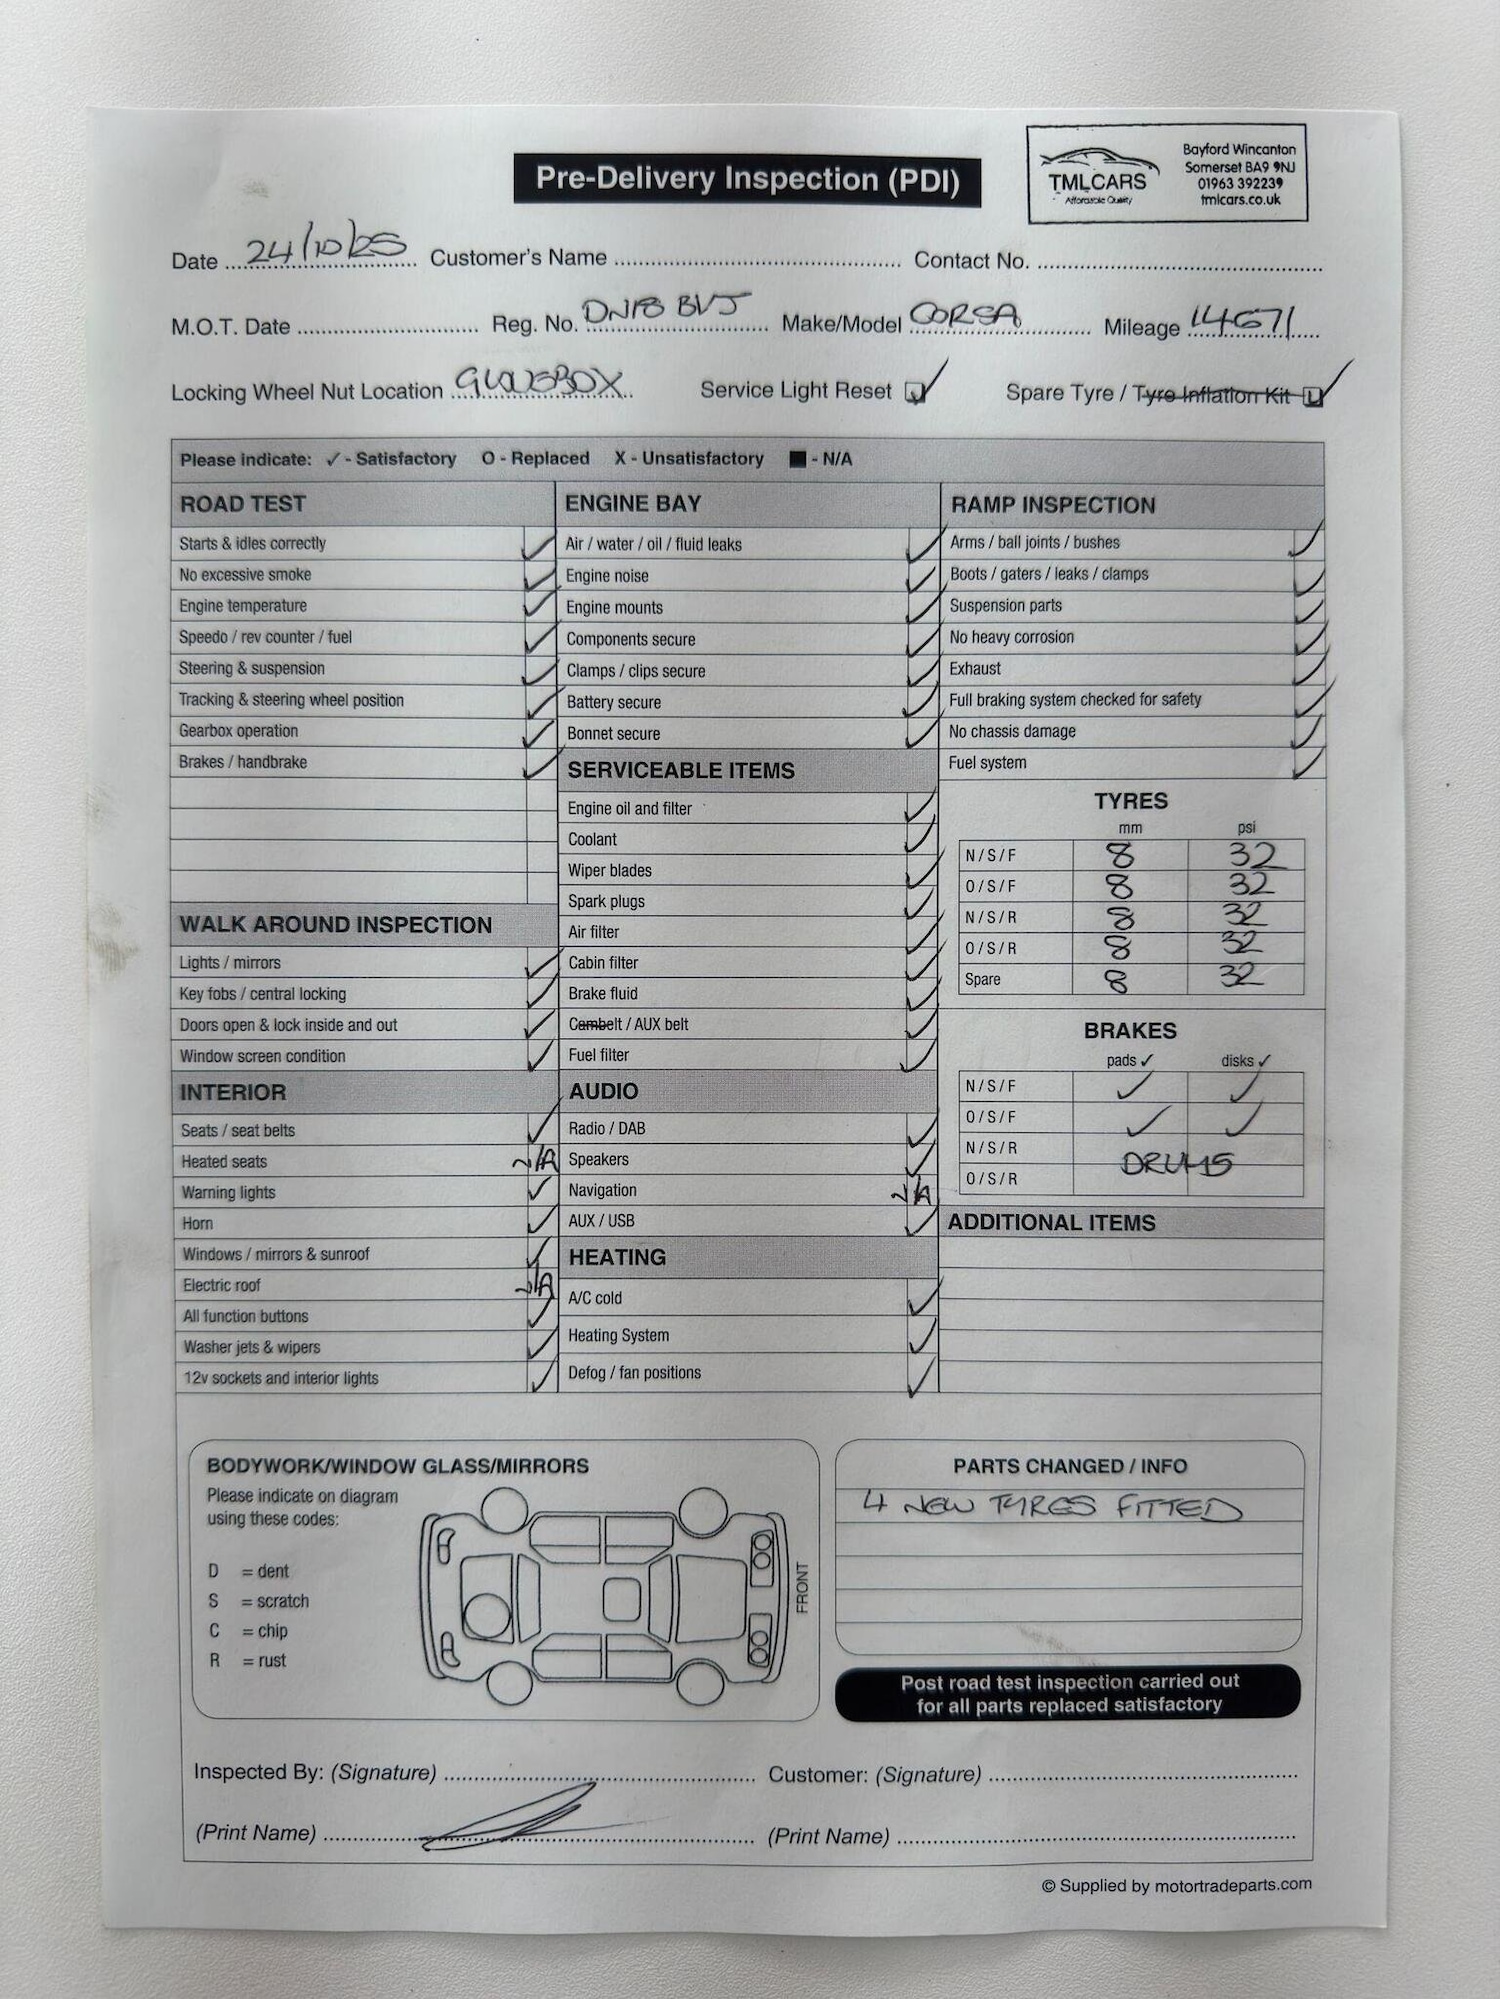 Pre-Delivery Inspection (PDI)
TMLCARS
Affordable Quality
Bayford Wincanton
Somerset BA9 9NJ
01963 392239
tmlcars.co.uk
Date 24/10/25 Customer's Name Contact No.
M.O.T. Date Reg. No. DN18 BVJ Make/Model CORSA Mileage 14671
Locking Wheel Nut Location GLOVEBOX Service Light Reset ✓ Spare Tyre / Tyre Inflation Kit ✓
Please indicate: ✓ - Satisfactory O - Replaced X - Unsatisfactory ■ - N/A
ROAD TEST
Starts & idles correctly ✓
No excessive smoke ✓
Engine temperature ✓
Speedo / rev counter / fuel ✓
Steering & suspension ✓
Tracking & steering wheel position ✓
Gearbox operation ✓
Brakes / handbrake ✓
WALK AROUND INSPECTION
Lights / mirrors ✓
Key fobs / central locking ✓
Doors open & lock inside and out ✓
Window screen condition ✓
INTERIOR
Seats / seat belts ✓
Heated seats N/A
Warning lights ✓
Horn ✓
Windows / mirrors & sunroof ✓
Electric roof N/A
All function buttons ✓
Washer jets & wipers ✓
12v sockets and interior lights ✓
ENGINE BAY
Air / water / oil / fluid leaks ✓
Engine noise ✓
Engine mounts ✓
Components secure ✓
Clamps / clips secure ✓
Battery secure ✓
Bonnet secure ✓
SERVICEABLE ITEMS
Engine oil and filter ✓
Coolant ✓
Wiper blades ✓
Spark plugs ✓
Air filter ✓
Cabin filter ✓
Brake fluid ✓
Cambelt / AUX belt ✓
Fuel filter ✓
AUDIO
Radio / DAB ✓
Speakers ✓
Navigation N/A
AUX / USB ✓
HEATING
A/C cold ✓
Heating System ✓
Defog / fan positions ✓
RAMP INSPECTION
Arms / ball joints / bushes ✓
Boots / gaters / leaks / clamps ✓
Suspension parts ✓
No heavy corrosion ✓
Exhaust ✓
Full braking system checked for safety ✓
No chassis damage ✓
Fuel system ✓
TYRES
mm psi
N/S/F 8 32
O/S/F 8 32
N/S/R 8 32
O/S/R 8 32
Spare 8 32
BRAKES
pads ✓ disks ✓
N/S/F ✓ ✓
O/S/F ✓ ✓
N/S/R DRUMS
O/S/R
ADDITIONAL ITEMS
BODYWORK/WINDOW GLASS/MIRRORS
Please indicate on diagram
using these codes:
D = dent
S = scratch
C = chip
R = rust
FRONT
PARTS CHANGED / INFO
4 NEW TYRES FITTED
Post road test inspection carried out
for all parts replaced satisfactory
Inspected By: (Signature) Customer: (Signature)
(Print Name) (Print Name)
© Supplied by motortradeparts.com